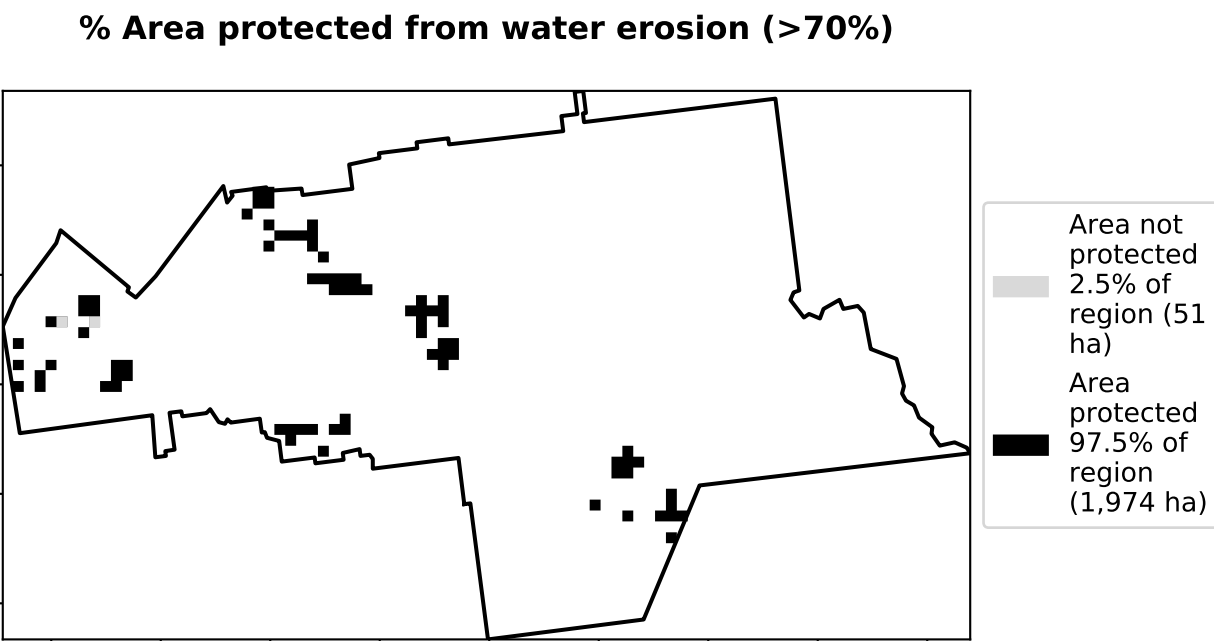 % Area protected from water erosion (>70%)
Area not
protected
2.5% of
region (51
ha)
Area
protected
97.5% of
region
(1,974 ha)